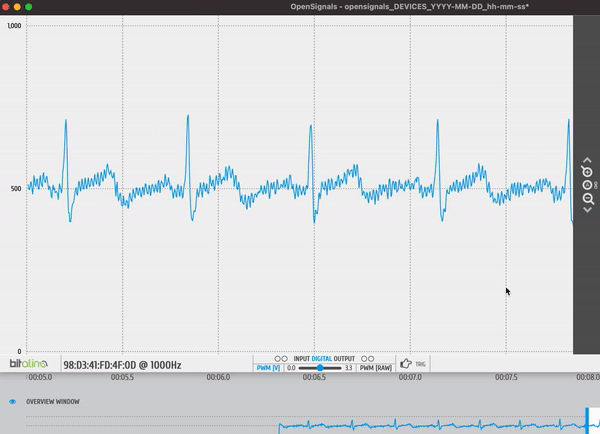 OpenSignals - opensignals_DEVICES_YYYY-MM-DD_hh-mm-ss*
1,000
500
0
bitalino 98:D3:41:FD:4F:0D @ 1000Hz
INPUT DIGITAL OUTPUT
PWM [V] 0.0 3.3 PWM [RAW]
TRIG
00:05.0 00:05.5 00:06.0 00:06.5 00:07.0 00:07.5 00:08.0
OVERVIEW WINDOW